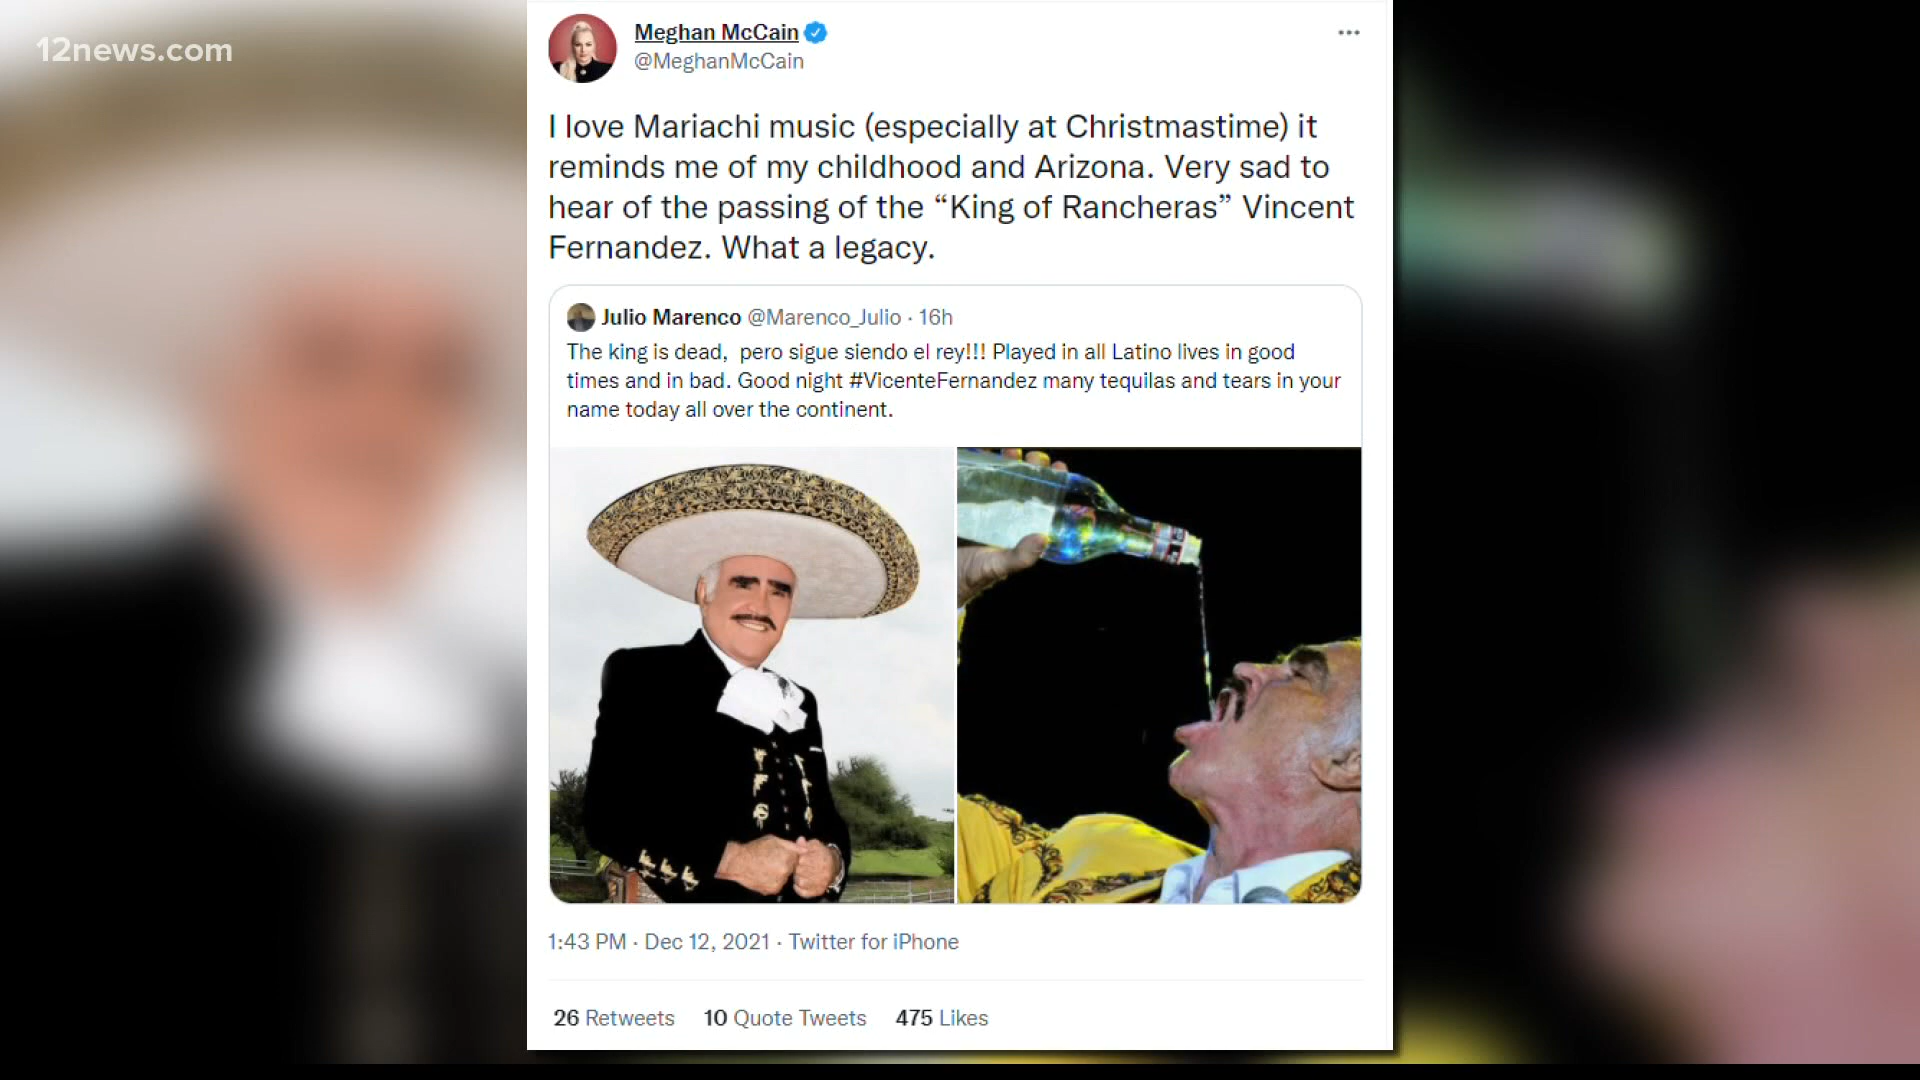 12news.com
Meghan McCain
@MeghanMcCain
I love Mariachi music (especially at Christmastime) it
reminds me of my childhood and Arizona. Very sad to
hear of the passing of the “King of Rancheras” Vincent
Fernandez. What a legacy.
Julio Marenco @Marenco_Julio · 16h
The king is dead, pero sigue siendo el rey!!! Played in all Latino lives in good
times and in bad. Good night #VicenteFernandez many tequilas and tears in your
name today all over the continent.
1:43 PM · Dec 12, 2021 · Twitter for iPhone
26 Retweets 10 Quote Tweets 475 Likes